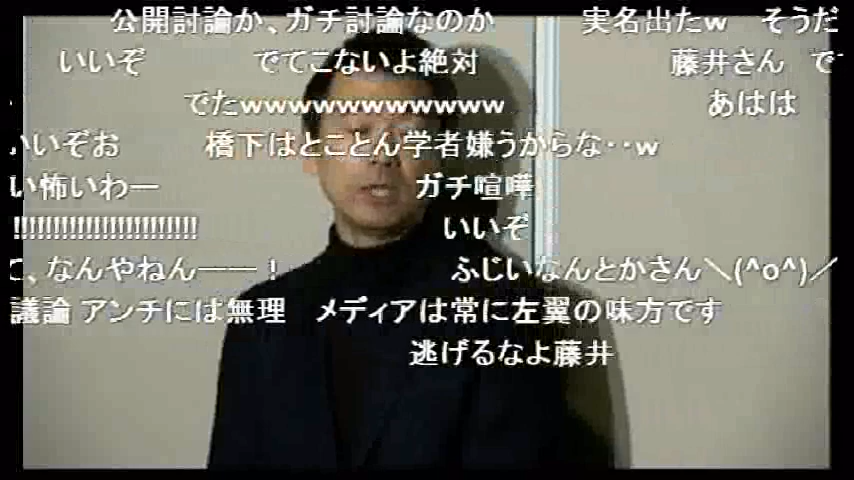 公開討論か、ガチ討論なのか 実名出たｗ そうだ
いいぞ でてこないよ絶対 藤井さん で
でたｗｗｗｗｗｗｗｗｗｗｗ あはは
いいぞお 橋下はとことん学者嫌うからな‥ｗ
い怖いわー ガチ喧嘩
!!!!!!!!!!!!!!!!!!!!!!!!!!! いいぞ
て、なんやねん――！ ふじいなんとかさん＼(^o^)／
議論 アンチには無理 メディアは常に左翼の味方です
逃げるなよ藤井